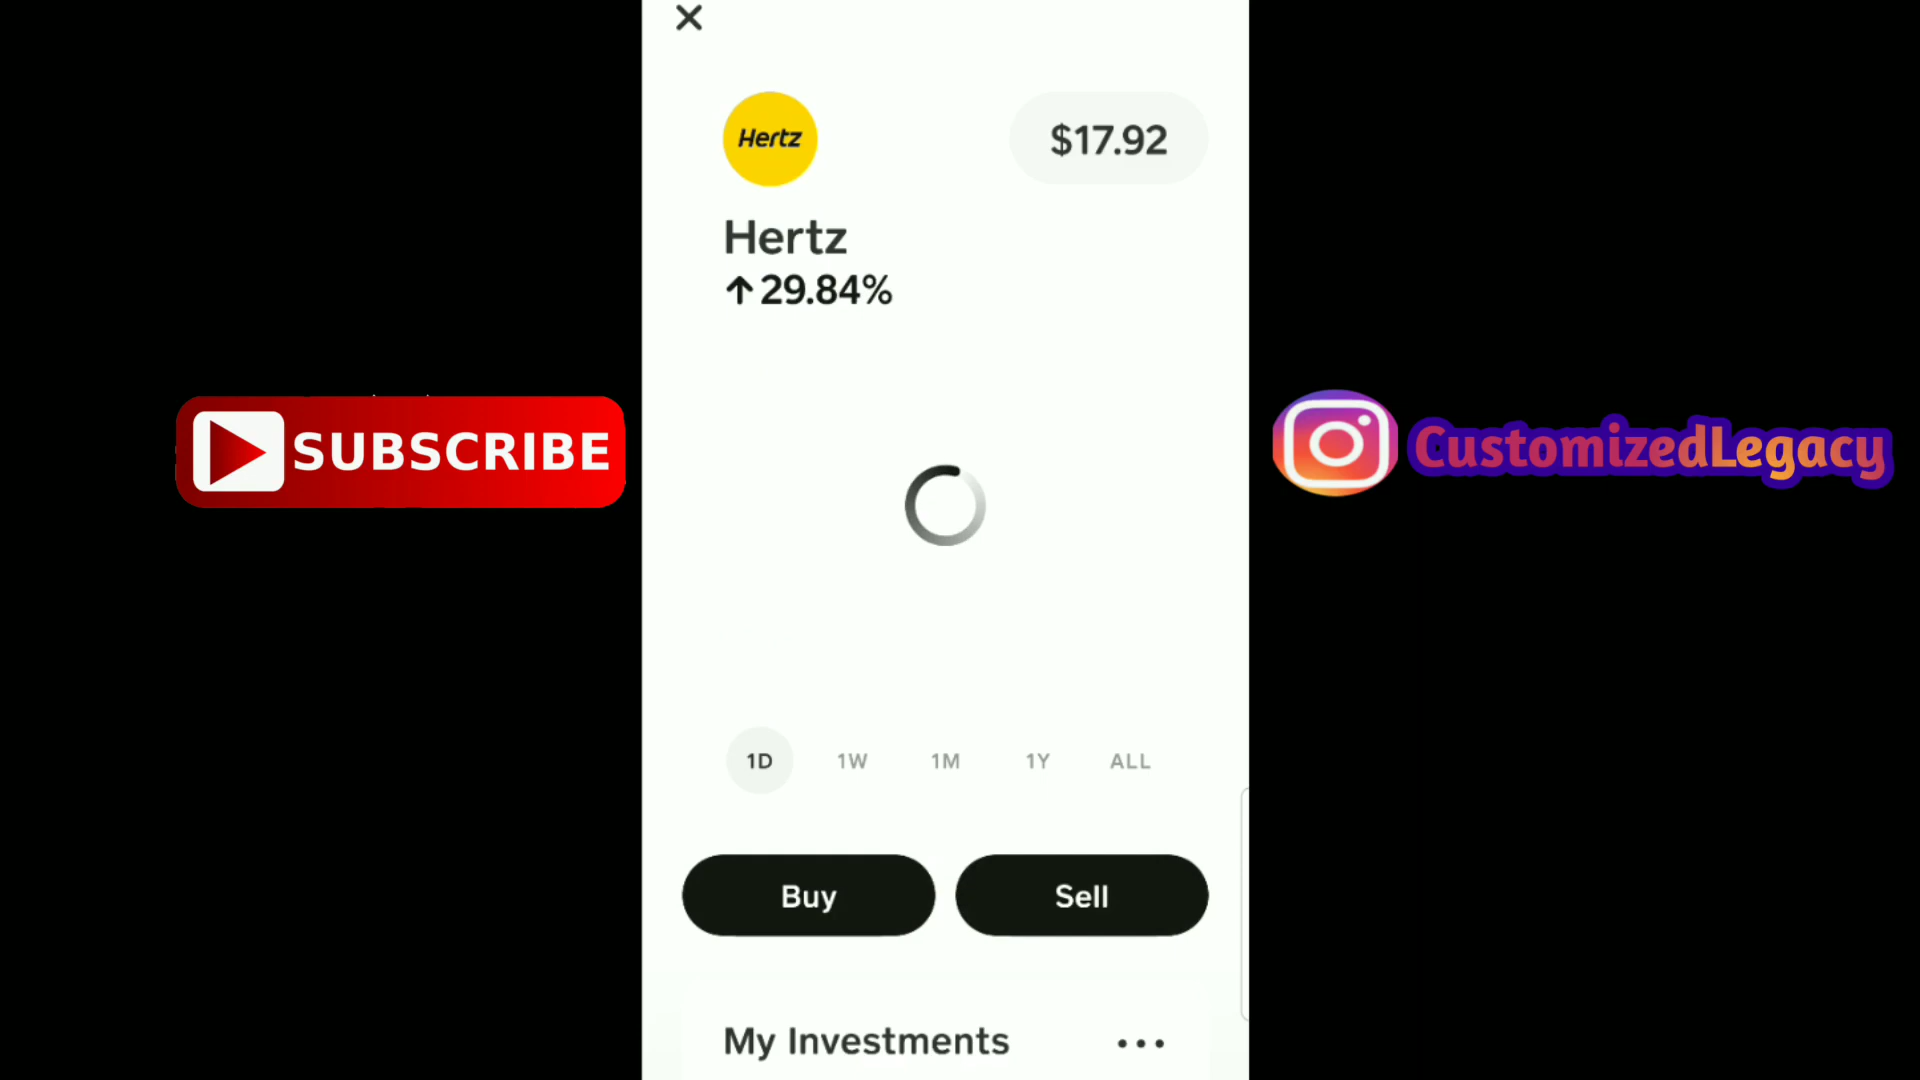 Hertz
$17.92
Hertz
↑29.84%
SUBSCRIBE
CustomizedLegacy
1D 1W 1M 1Y ALL
Buy Sell
My Investments